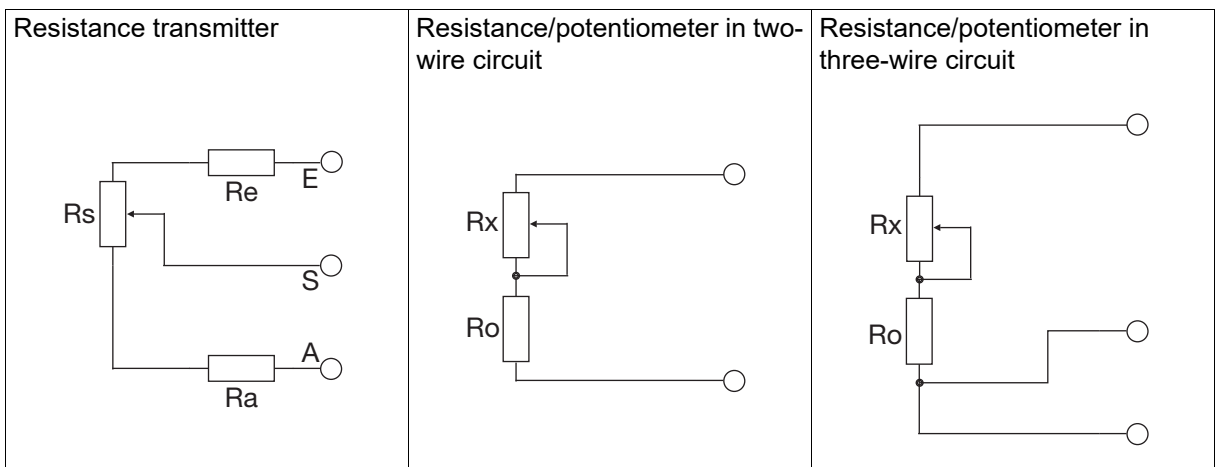 Resistance transmitter
Re
E
Rs
S
A
Ra
Resistance/potentiometer in two-
wire circuit
Rx
Ro
Resistance/potentiometer in
three-wire circuit
Rx
Ro